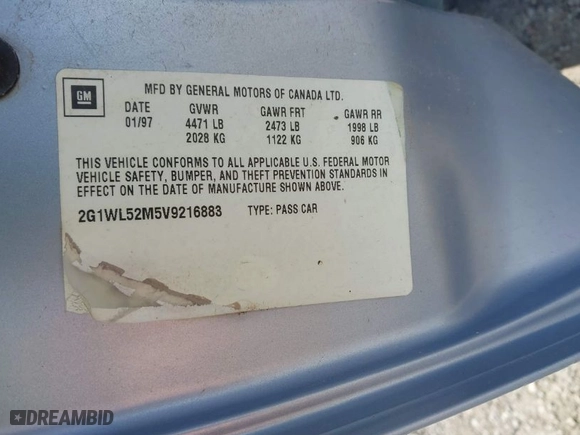 GM
MFD BY GENERAL MOTORS OF CANADA LTD.
DATE GVWR GAWR FRT GAWR RR
01/97 4471 LB 2473 LB 1998 LB
2028 KG 1122 KG 906 KG
THIS VEHICLE CONFORMS TO ALL APPLICABLE U.S. FEDERAL MOTOR
VEHICLE SAFETY, BUMPER, AND THEFT PREVENTION STANDARDS IN
EFFECT ON THE DATE OF MANUFACTURE SHOWN ABOVE.
2G1WL52M5V9216883 TYPE: PASS CAR
DREAMBID